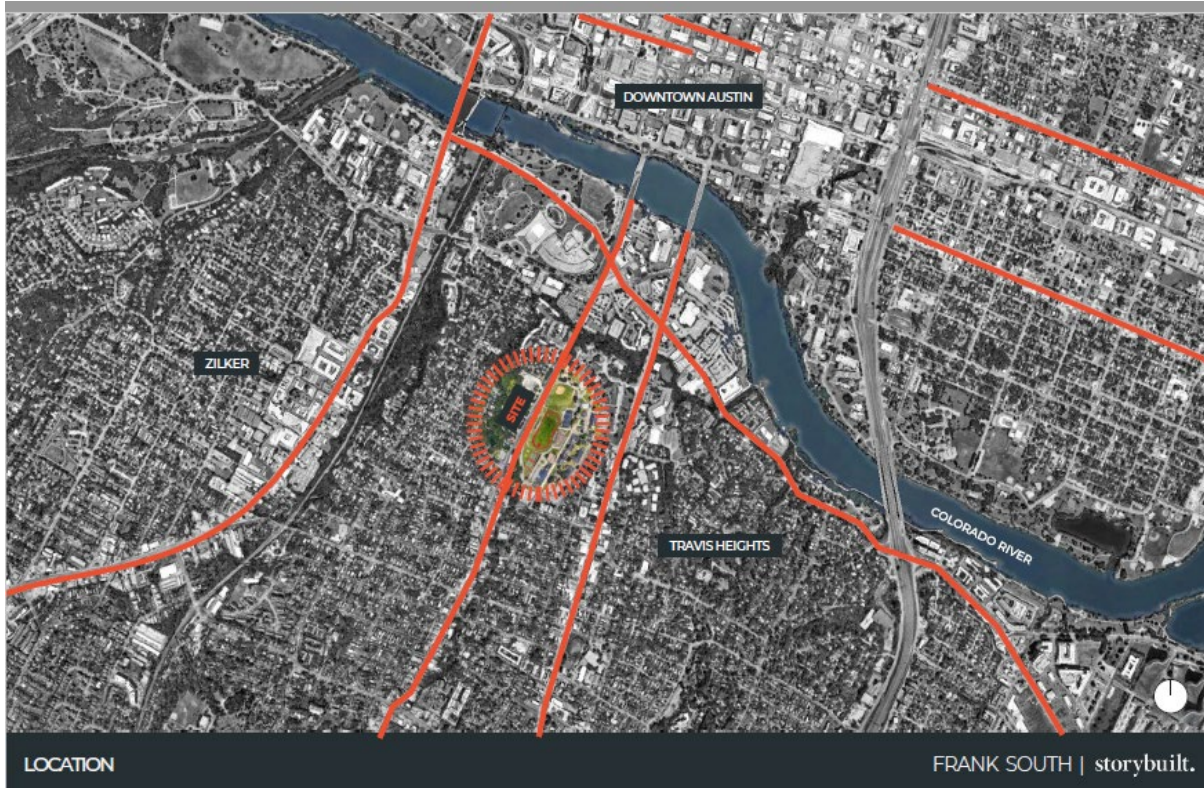 DOWNTOWN AUSTIN
ZILKER
SITE
TRAVIS HEIGHTS
COLORADO RIVER
LOCATION
FRANK SOUTH | storybuilt.